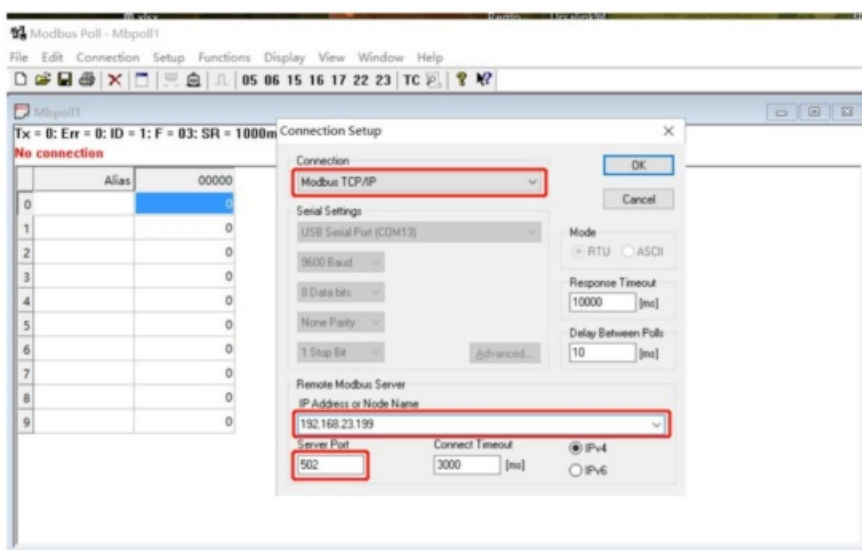 Modbus Poll - Mbpoll1
File Edit Connection Setup Functions Display View Window Help
05 06 15 16 17 22 23 TC
Mbpoll1
Tx = 0: Err = 0: ID = 1: F = 03: SR = 1000m
No connection
Alias 00000
0 0
1 0
2 0
3 0
4 0
5 0
6 0
7 0
8 0
9 0
Connection Setup
Connection
Modbus TCP/IP
OK
Cancel
Serial Settings
USB Serial Port (COM13)
9600 Baud
8 Data bits
None Parity
1 Stop Bit
Advanced...
Mode
RTU ASCII
Response Timeout
10000 [ms]
Delay Between Polls
10 [ms]
Remote Modbus Server
IP Address or Node Name
192.168.23.199
Server Port
502
Connect Timeout
3000 [ms]
IPv4
IPv6